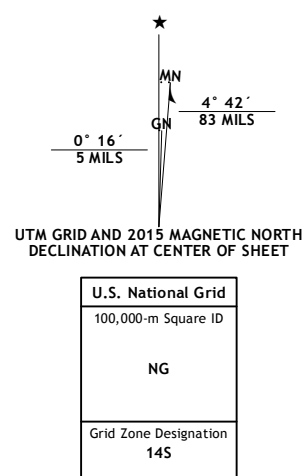 MN
GN
4° 42´
83 MILS
0° 16´
5 MILS
UTM GRID AND 2015 MAGNETIC NORTH
DECLINATION AT CENTER OF SHEET
U.S. National Grid
100,000-m Square ID
NG
Grid Zone Designation
14S